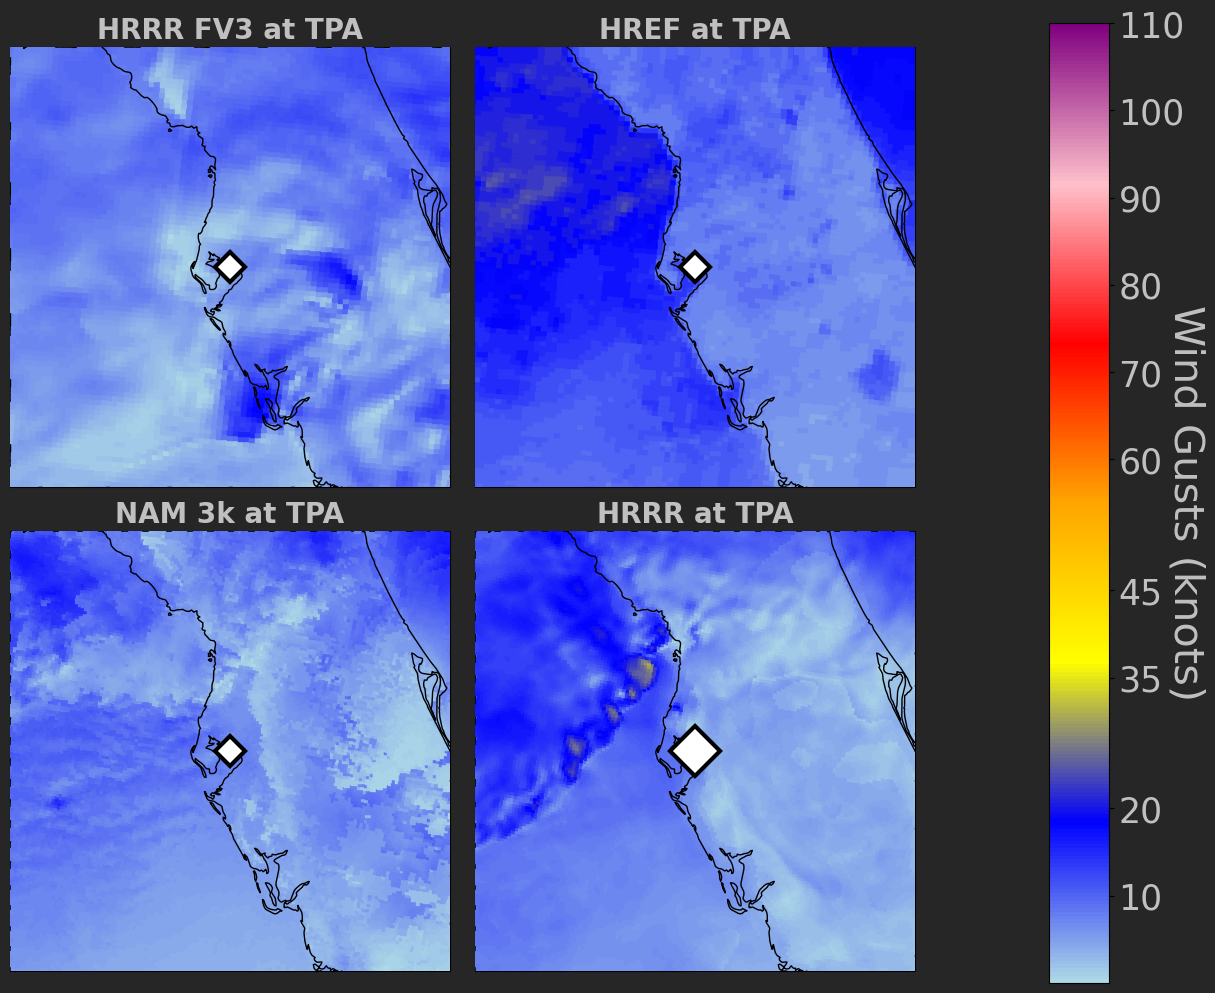 HRRR FV3 at TPA
HREF at TPA
NAM 3k at TPA
HRRR at TPA
110
100
90
80
70
60
45
35
20
10
Wind Gusts (knots)